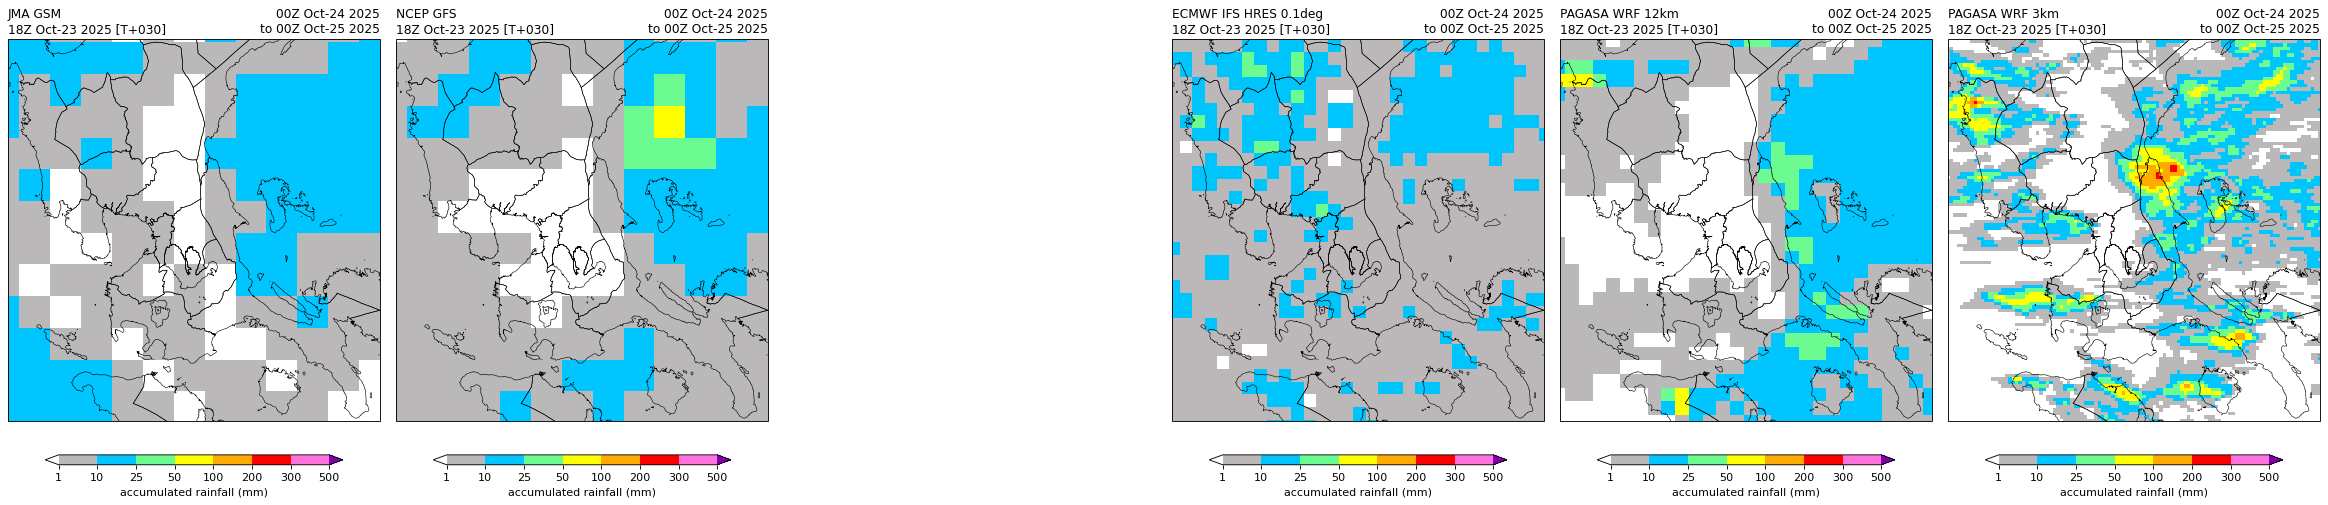 JMA GSM 00Z Oct-24 2025
18Z Oct-23 2025 [T+030] to 00Z Oct-25 2025
1 10 25 50 100 200 300 500
accumulated rainfall (mm)
NCEP GFS 00Z Oct-24 2025
18Z Oct-23 2025 [T+030] to 00Z Oct-25 2025
1 10 25 50 100 200 300 500
accumulated rainfall (mm)
ECMWF IFS HRES 0.1deg 00Z Oct-24 2025
18Z Oct-23 2025 [T+030] to 00Z Oct-25 2025
1 10 25 50 100 200 300 500
accumulated rainfall (mm)
PAGASA WRF 12km 00Z Oct-24 2025
18Z Oct-23 2025 [T+030] to 00Z Oct-25 2025
1 10 25 50 100 200 300 500
accumulated rainfall (mm)
PAGASA WRF 3km 00Z Oct-24 2025
18Z Oct-23 2025 [T+030] to 00Z Oct-25 2025
1 10 25 50 100 200 300 500
accumulated rainfall (mm)